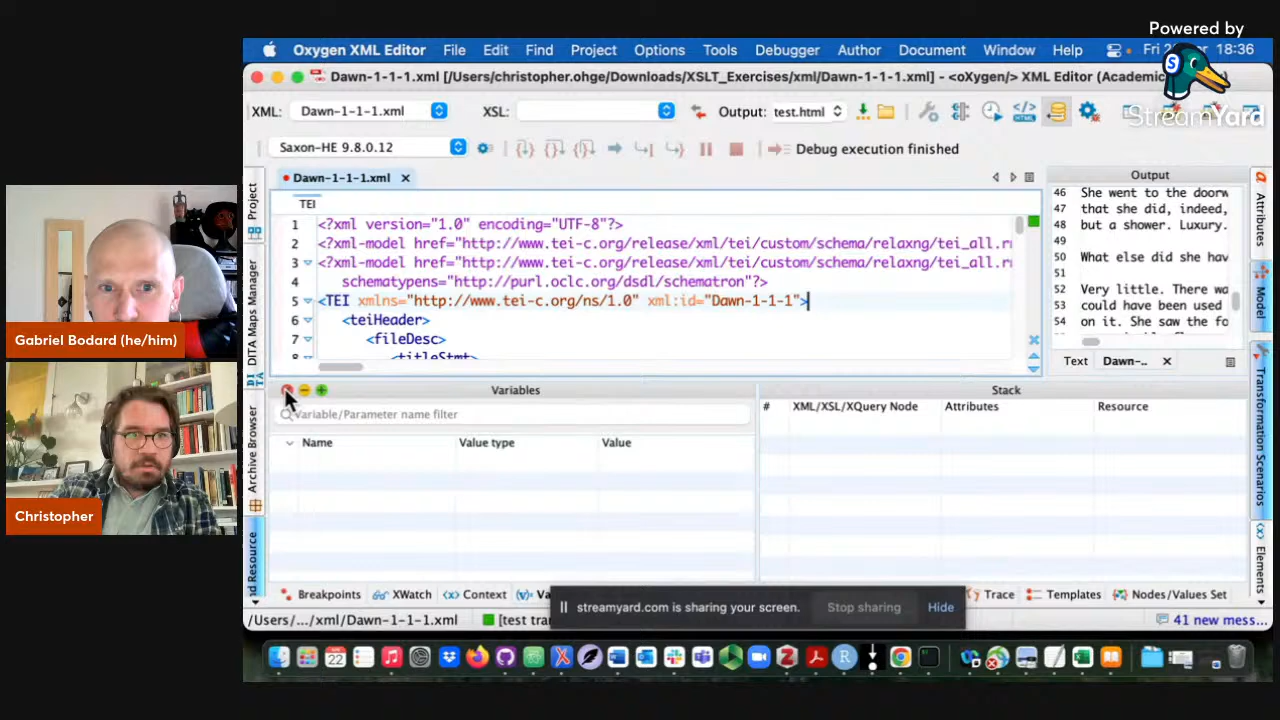 Powered by
StreamYard
Oxygen XML Editor File Edit Find Project Options Tools Debugger Author Document Window Help Fri 18:36
Dawn-1-1-1.xml [/Users/christopher.ohge/Downloads/XSLT_Exercises/xml/Dawn-1-1-1.xml] - <oXygen/> XML Editor (Academic
XML: Dawn-1-1-1.xml XSL: Output: test.html
Saxon-HE 9.8.0.12 Debug execution finished
Project
DITA Maps Manager
Archive Browser
Resource
Dawn-1-1-1.xml
TEI
1 <?xml version="1.0" encoding="UTF-8"?>
2 <?xml-model href="http://www.tei-c.org/release/xml/tei/custom/schema/relaxng/tei_all.r
3 <?xml-model href="http://www.tei-c.org/release/xml/tei/custom/schema/relaxng/tei_all.r
4 schematypens="http://purl.oclc.org/dsdl/schematron"?>
5 <TEI xmlns="http://www.tei-c.org/ns/1.0" xml:id="Dawn-1-1-1">
6 <teiHeader>
7 <fileDesc>
8 <titleStmt>
Output
46 She went to the doorw
47 that she did, indeed,
48 but a shower. Luxury.
49
50 What else did she hav
51
52 Very little. There wa
53 could have been used
54 on it. She saw the fo
Text Dawn-..
Attributes
Model
Transformation Scenarios
Elements
Variables
Variable/Parameter name filter
Name Value type Value
Stack
# XML/XSL/XQuery Node Attributes Resource
Breakpoints XWatch Context Va Trace Templates Nodes/Values Set
streamyard.com is sharing your screen. Stop sharing Hide
/Users/.../xml/Dawn-1-1-1.xml [test tran 41 new mess...
22
Gabriel Bodard (he/him)
Christopher